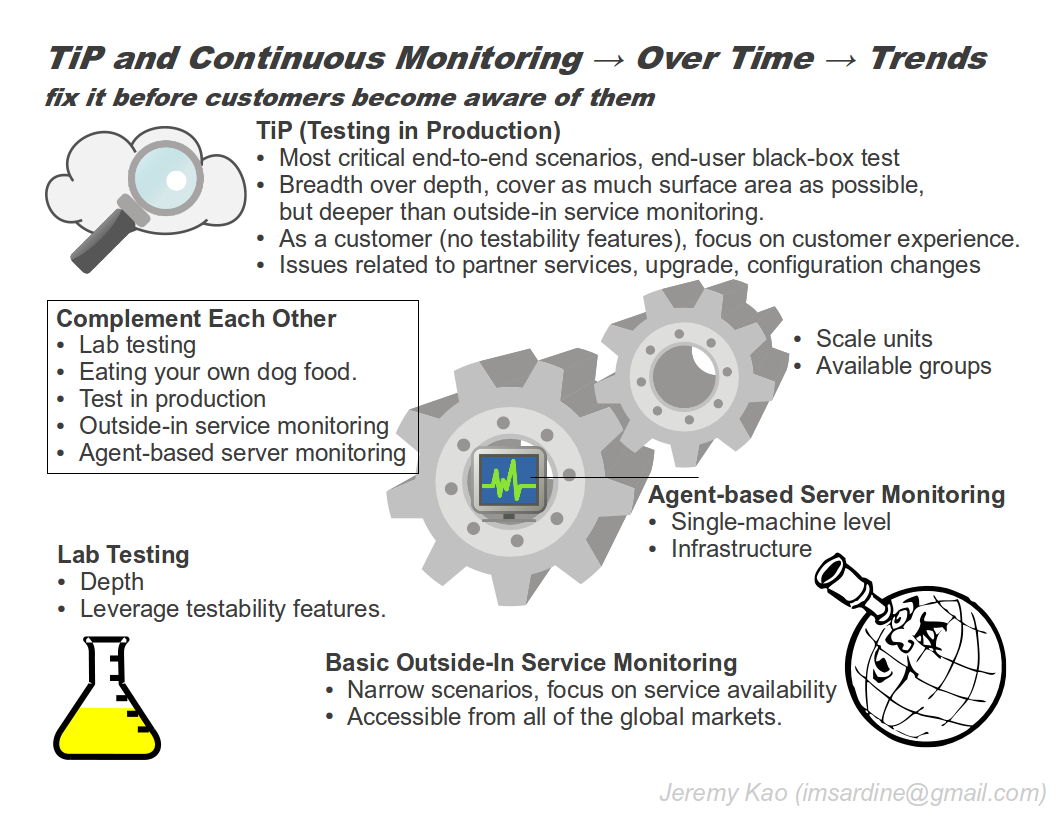 TiP and Continuous Monitoring → Over Time → Trends
fix it before customers become aware of them
TiP (Testing in Production)
• Most critical end-to-end scenarios, end-user black-box test
• Breadth over depth, cover as much surface area as possible,
but deeper than outside-in service monitoring.
• As a customer (no testability features), focus on customer experience.
• Issues related to partner services, upgrade, configuration changes
Complement Each Other
• Lab testing
• Eating your own dog food.
• Test in production
• Outside-in service monitoring
• Agent-based server monitoring
• Scale units
• Available groups
Agent-based Server Monitoring
• Single-machine level
• Infrastructure
Lab Testing
• Depth
• Leverage testability features.
Basic Outside-In Service Monitoring
• Narrow scenarios, focus on service availability
• Accessible from all of the global markets.
Jeremy Kao (imsardine@gmail.com)